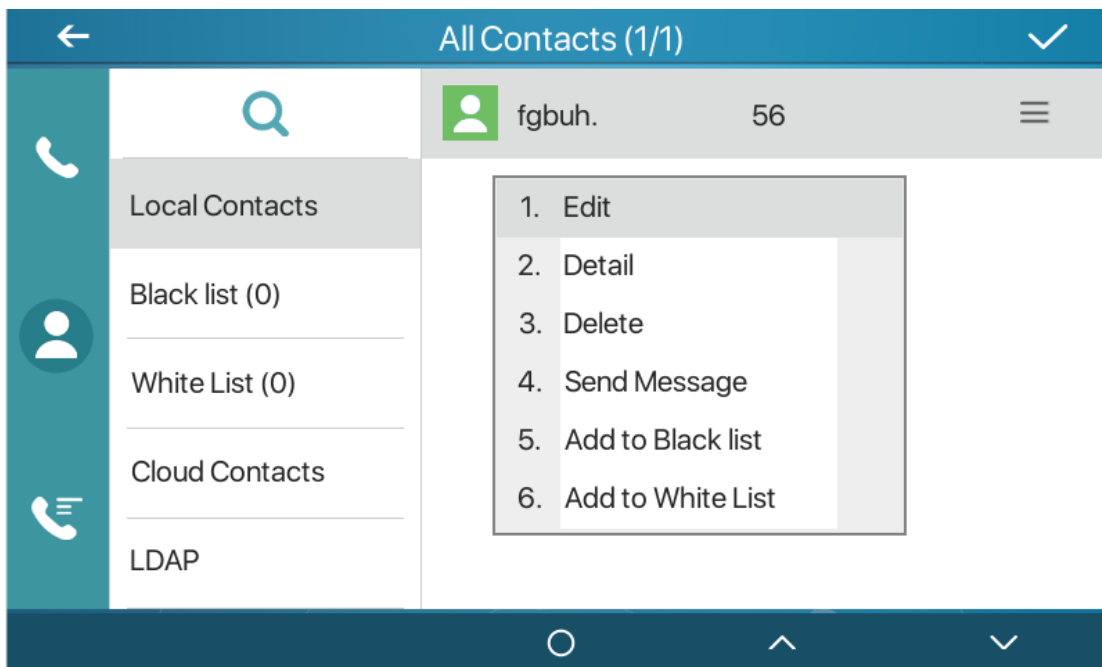 All Contacts (1/1)
fgbuh. 56
Local Contacts
Black list (0)
White List (0)
Cloud Contacts
LDAP
1. Edit
2. Detail
3. Delete
4. Send Message
5. Add to Black list
6. Add to White List